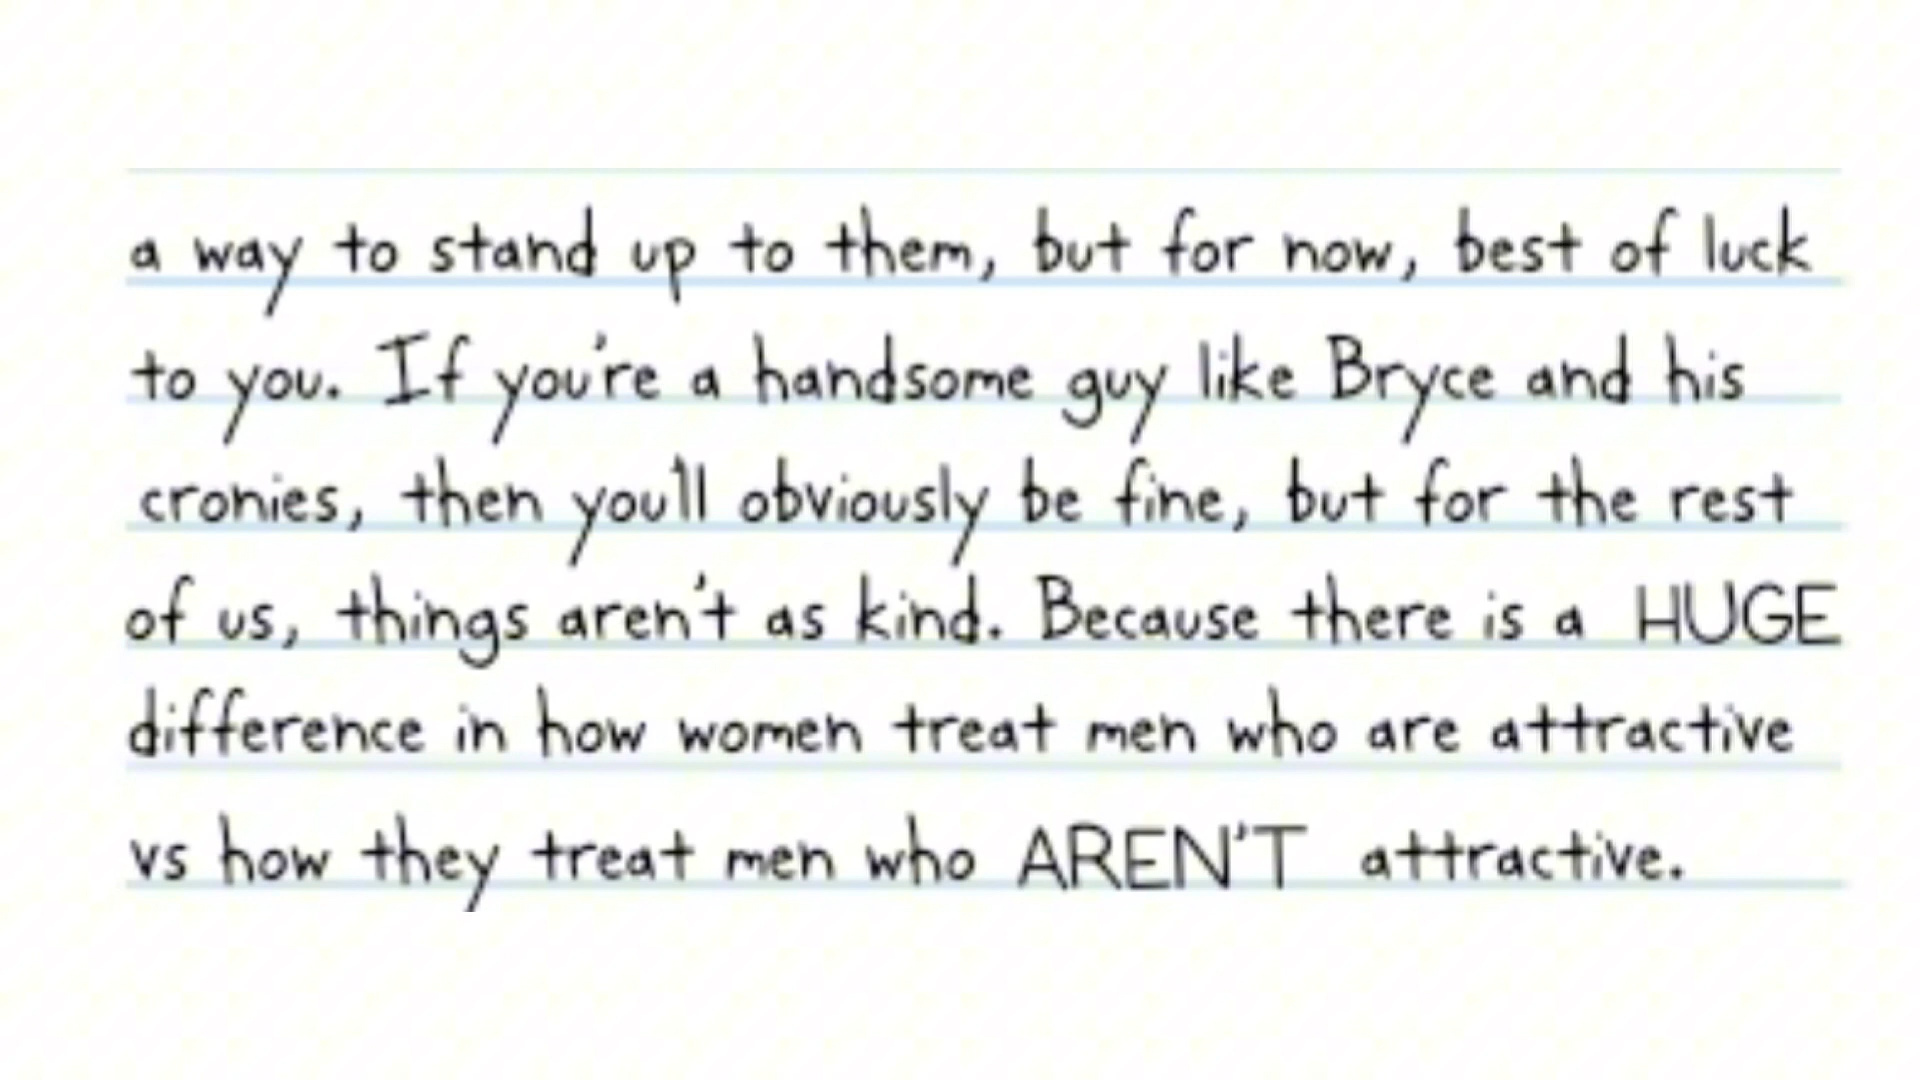 a way to stand up to them, but for now, best of luck
to you. If you're a handsome guy like Bryce and his
cronies, then you'll obviously be fine, but for the rest
of us, things aren't as kind. Because there is a HUGE
difference in how women treat men who are attractive
vs how they treat men who AREN'T attractive.